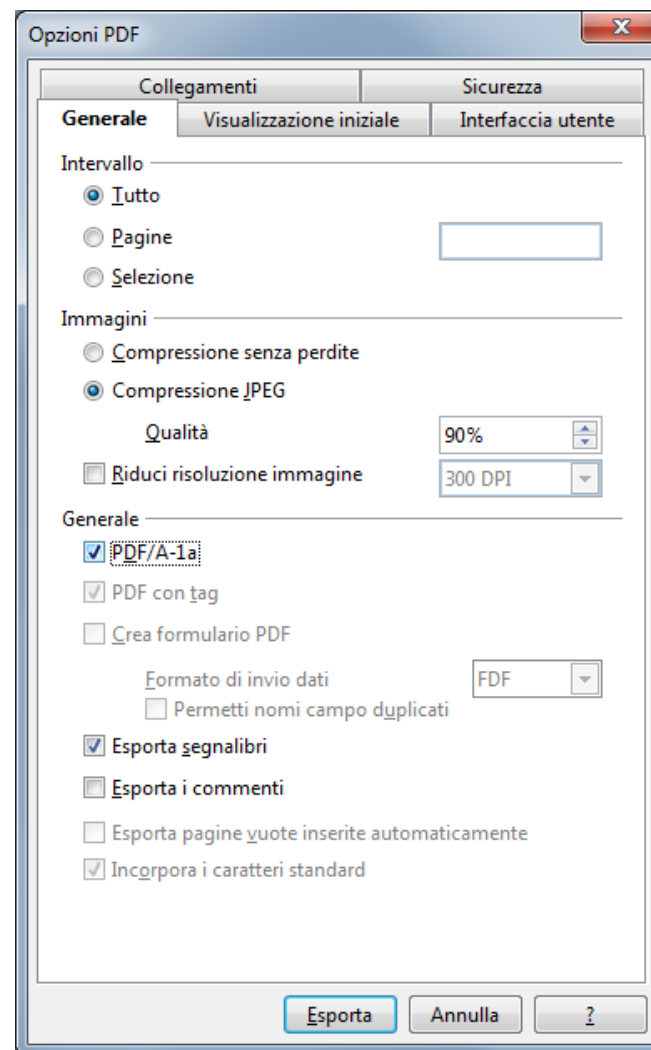 Opzioni PDF
x
Collegamenti Sicurezza
Generale Visualizzazione iniziale Interfaccia utente
Intervallo
Tutto
Pagine
Selezione
Immagini
Compressione senza perdite
Compressione JPEG
Qualità 90%
Riduci risoluzione immagine 300 DPI
Generale
PDF/A-1a
PDF con tag
Crea formulario PDF
Formato di invio dati FDF
Permetti nomi campo duplicati
Esporta segnalibri
Esporta i commenti
Esporta pagine vuote inserite automaticamente
Incorpora i caratteri standard
Esporta Annulla ?